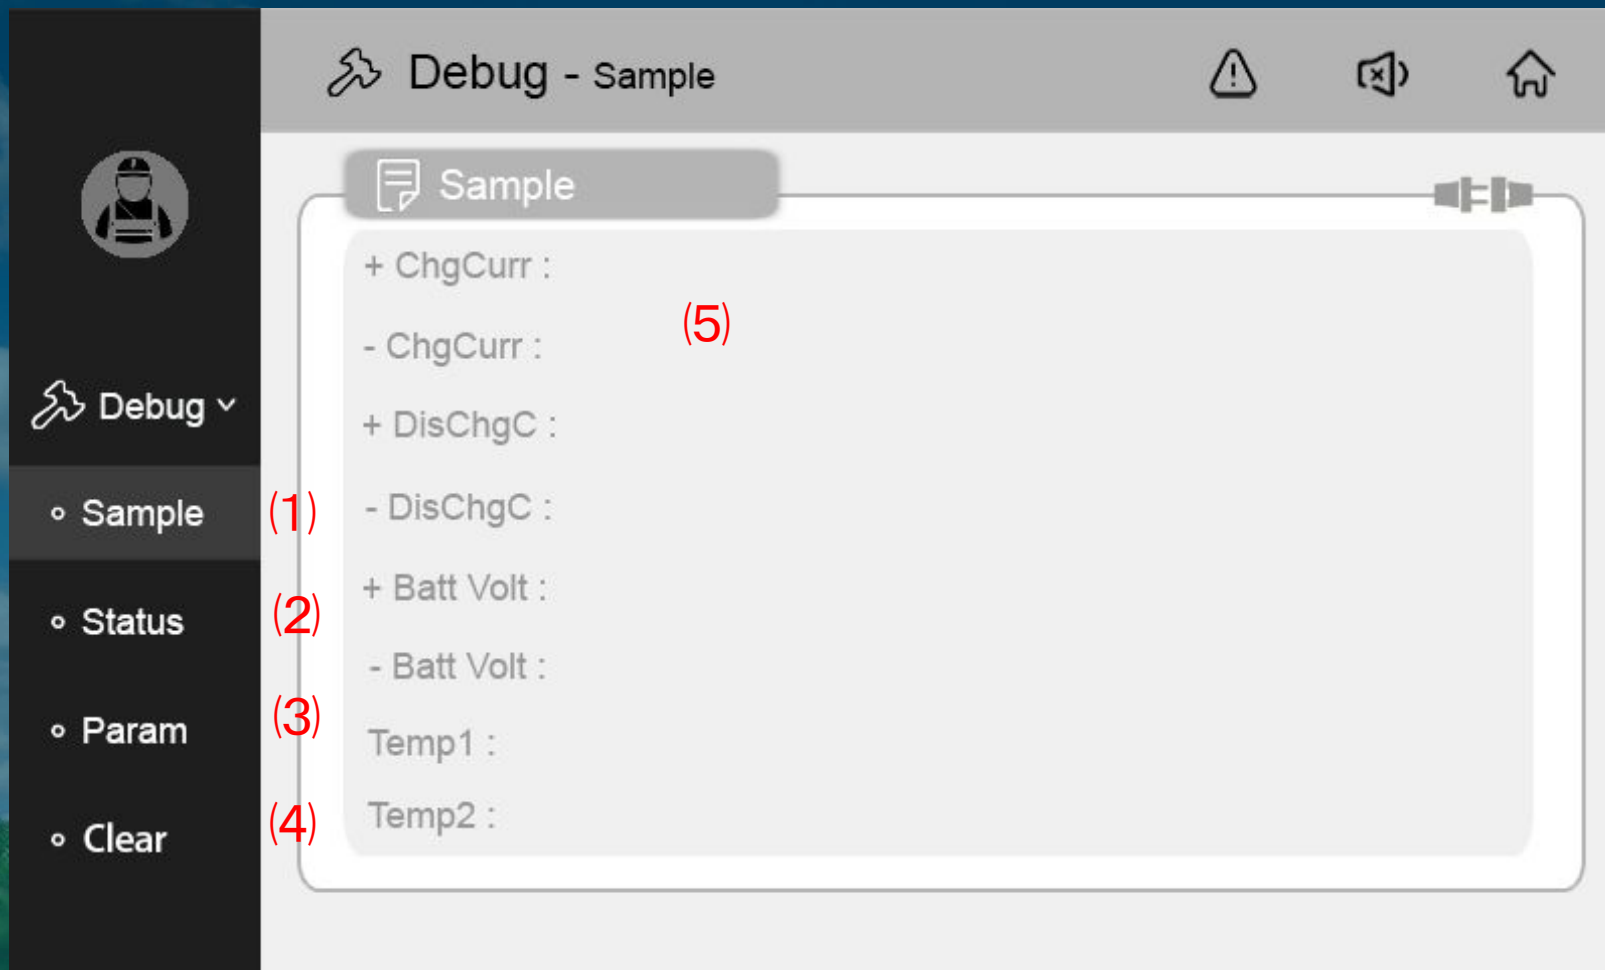 Debug - Sample
Debug
Sample
Status
Param
Clear
(1)
(2)
(3)
(4)
Sample
+ ChgCurr :
- ChgCurr :
(5)
+ DisChgC :
- DisChgC :
+ Batt Volt :
- Batt Volt :
Temp1 :
Temp2 :